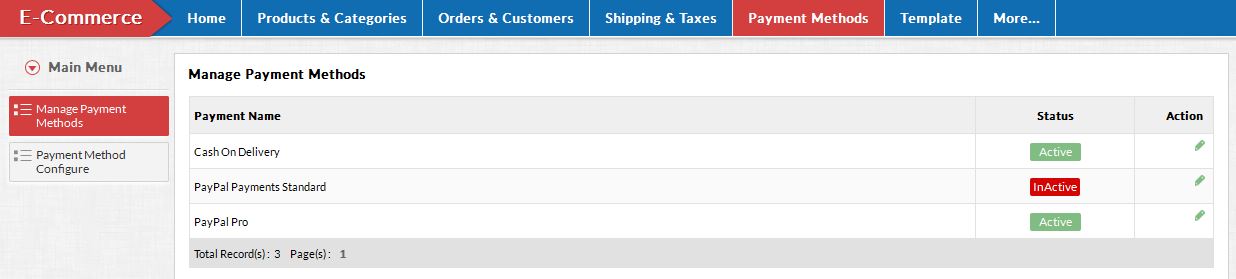 E-Commerce Home Products & Categories Orders & Customers Shipping & Taxes Payment Methods Template More...
Main Menu
Manage Payment
Methods
Payment Method
Configure
Manage Payment Methods
Payment Name Status Action
Cash On Delivery Active
PayPal Payments Standard InActive
PayPal Pro Active
Total Record(s) : 3 Page(s) : 1